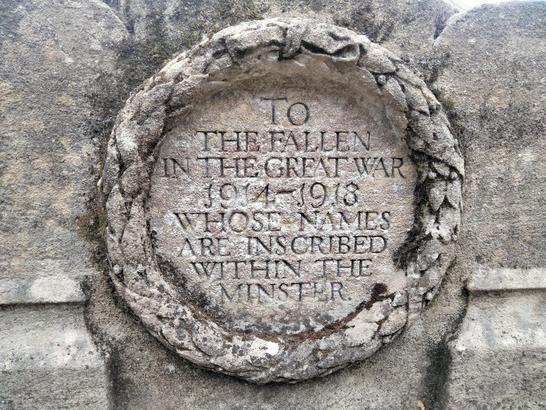 TO
THE FALLEN
IN THE GREAT WAR
1914-1918
WHOSE NAMES
ARE INSCRIBED
WITHIN THE
MINSTER.